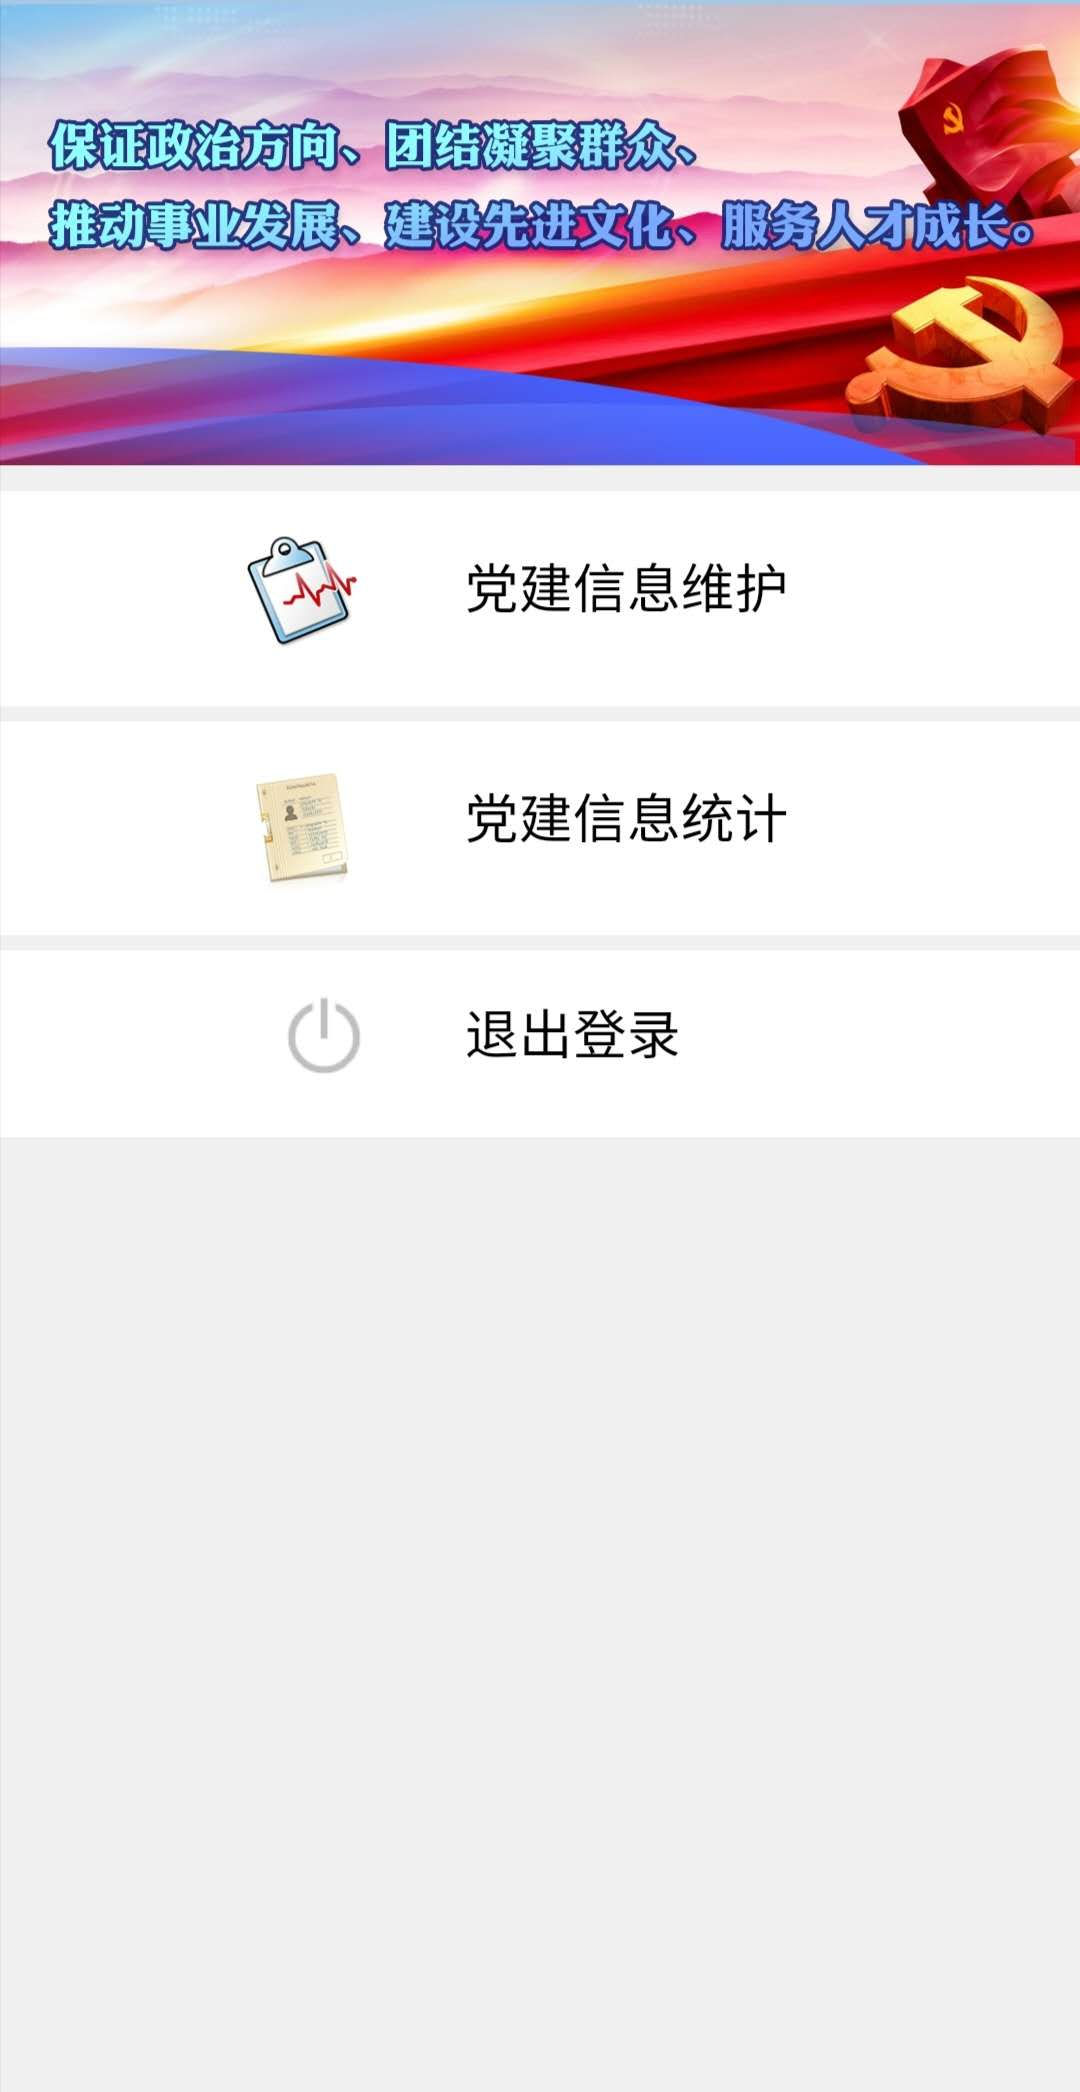 保证政治方向、团结凝聚群众、
推动事业发展、建设先进文化、服务人才成长。
党建信息维护
党建信息统计
退出登录